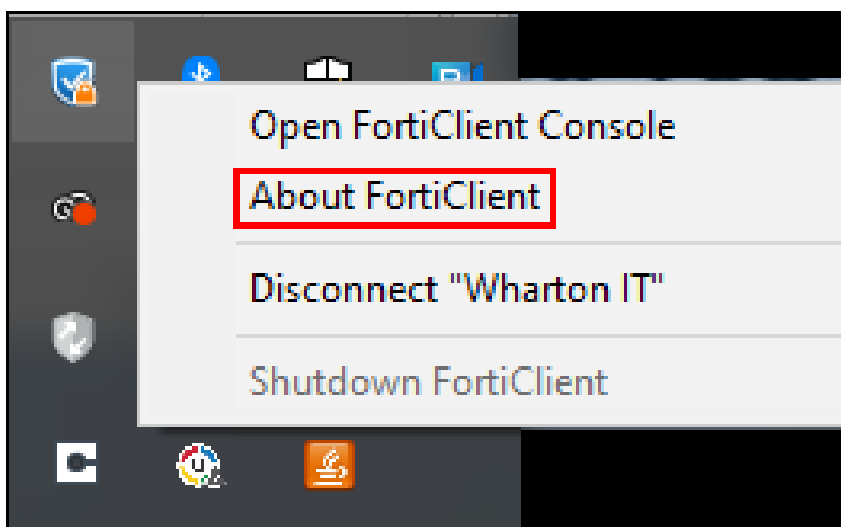 Open FortiClient Console
About FortiClient
Disconnect "Wharton IT"
Shutdown FortiClient